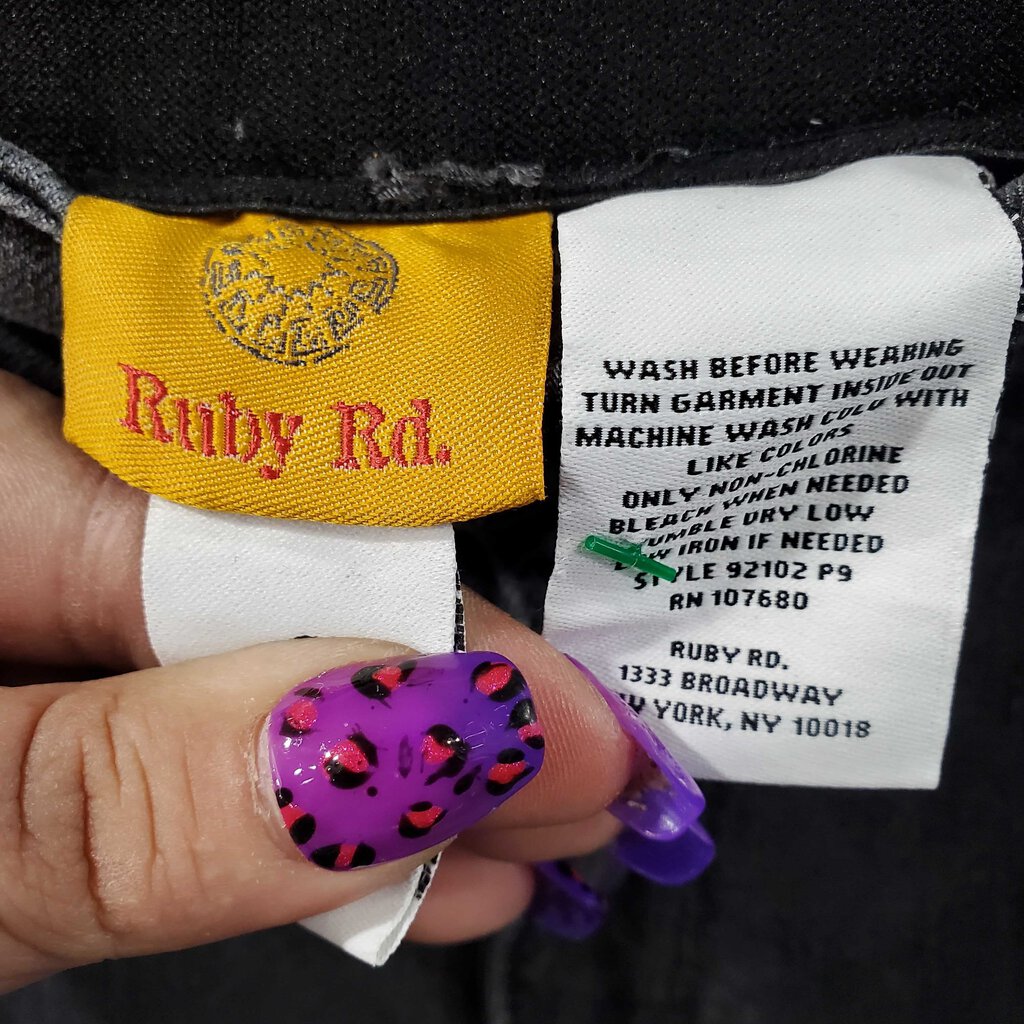 Ruby Rd.
WASH BEFORE WEARING
TURN GARMENT INSIDE OUT
MACHINE WASH COLD WITH
LIKE COLORS
ONLY NON-CHLORINE
BLEACH WHEN NEEDED
TUMBLE DRY LOW
IRON IF NEEDED
STYLE 92102 P9
RN 107680
RUBY RD.
1333 BROADWAY
YORK, NY 10018